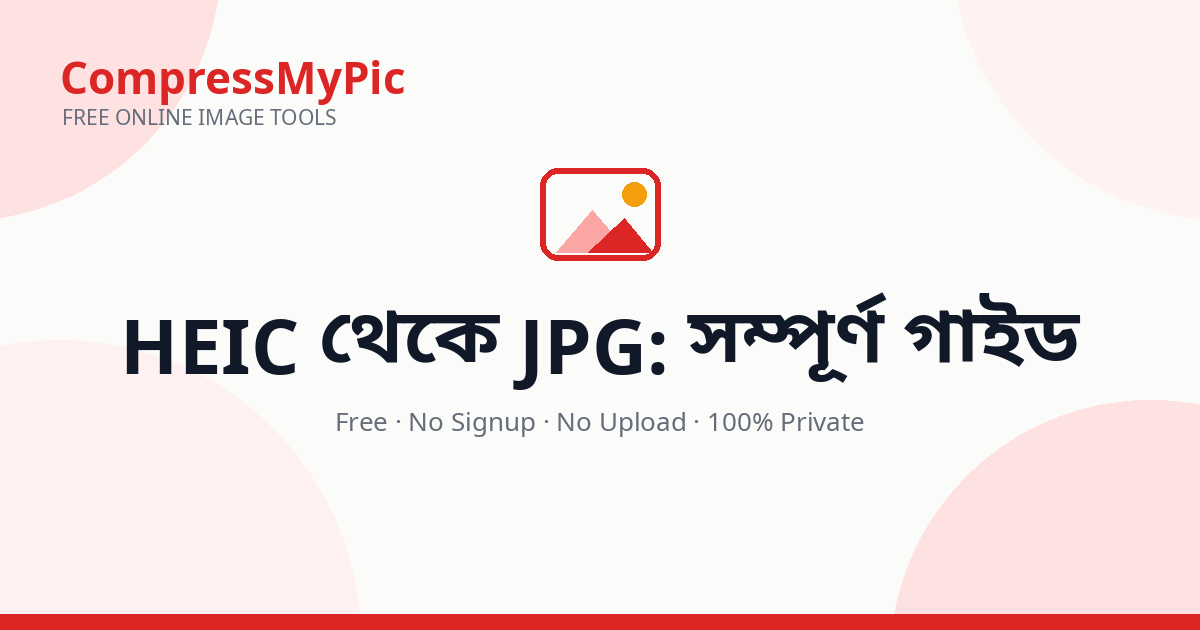 CompressMyPic
FREE ONLINE IMAGE TOOLS
HEIC থেকে JPG: সম্পূর্ণ গাইড
Free · No Signup · No Upload · 100% Private